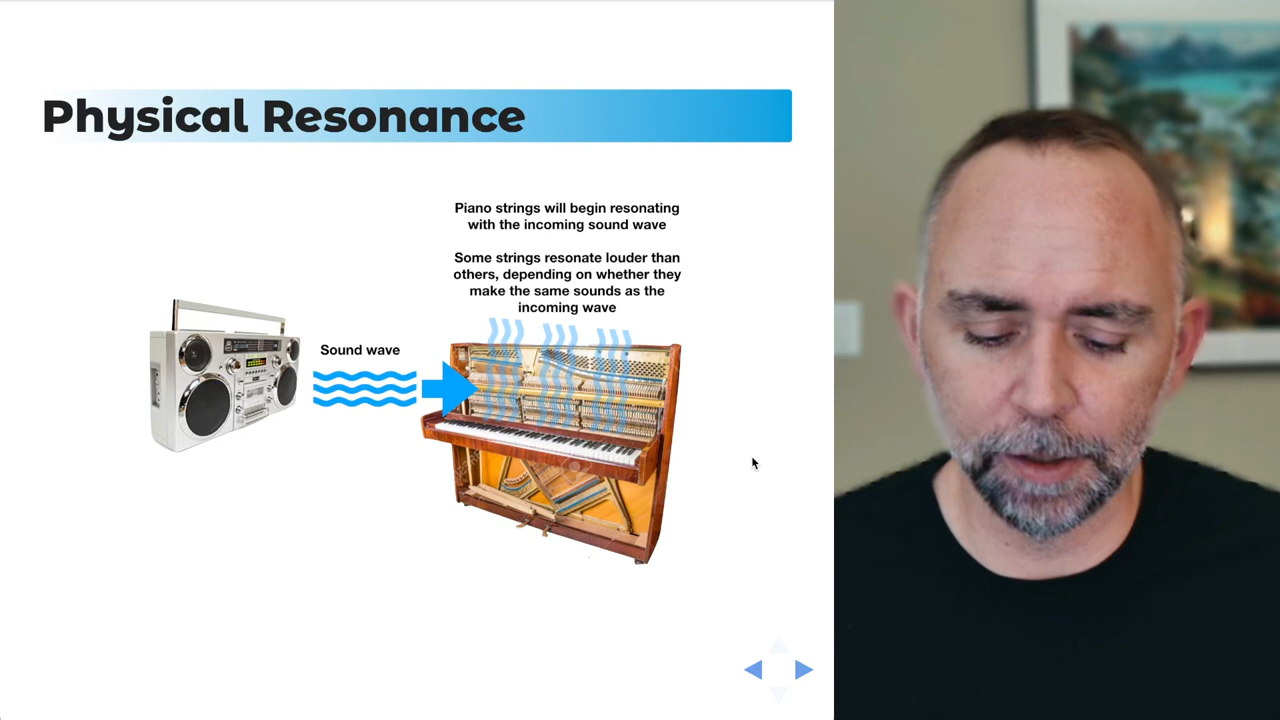 Physical Resonance
Piano strings will begin resonating
with the incoming sound wave
Some strings resonate louder than
others, depending on whether they
make the same sounds as the
incoming wave
Sound wave